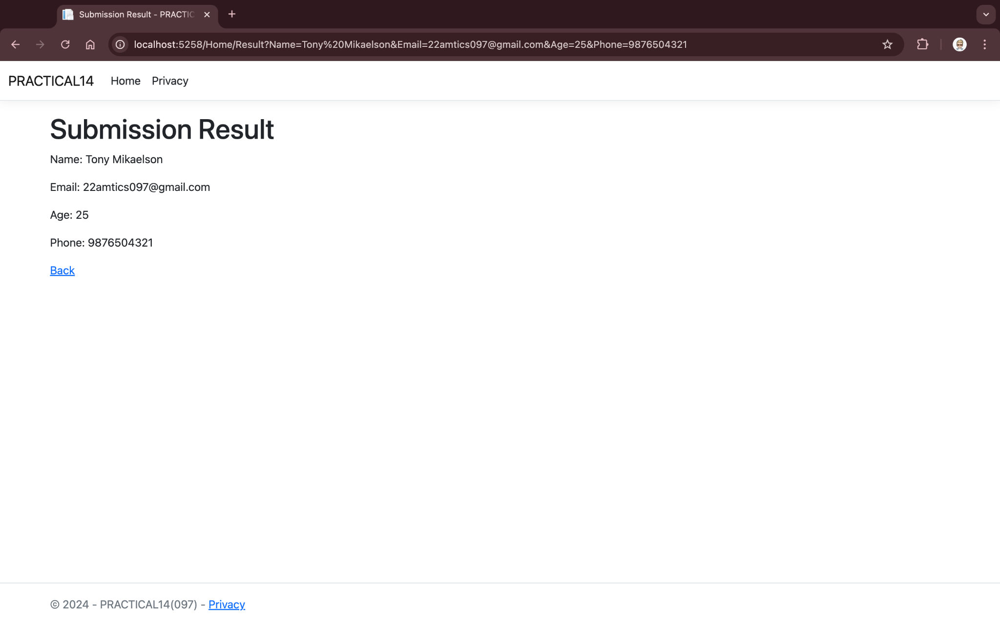 Submission Result - PRACTIC
localhost:5258/Home/Result?Name=Tony%20Mikaelson&Email=22amtics097@gmail.com&Age=25&Phone=9876504321
PRACTICAL14 Home Privacy
Submission Result
Name: Tony Mikaelson
Email: 22amtics097@gmail.com
Age: 25
Phone: 9876504321
Back
© 2024 - PRACTICAL14(097) - Privacy